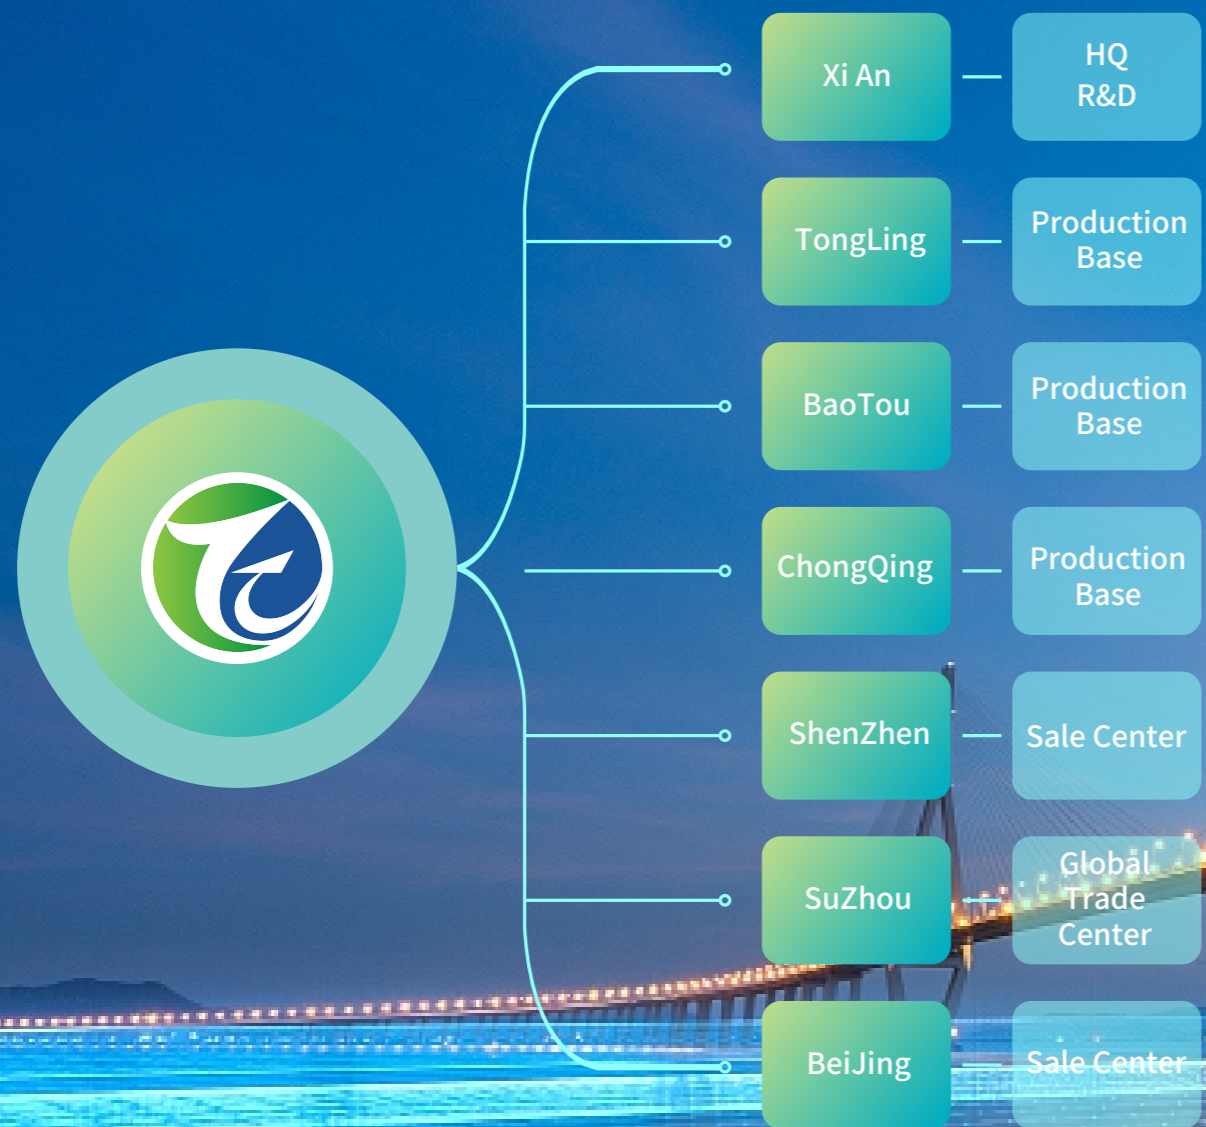 Xi An
HQ
R&D
TongLing
Production
Base
BaoTou
Production
Base
ChongQing
Production
Base
ShenZhen
Sale Center
SuZhou
Global
Trade
Center
BeiJing
Sale Center